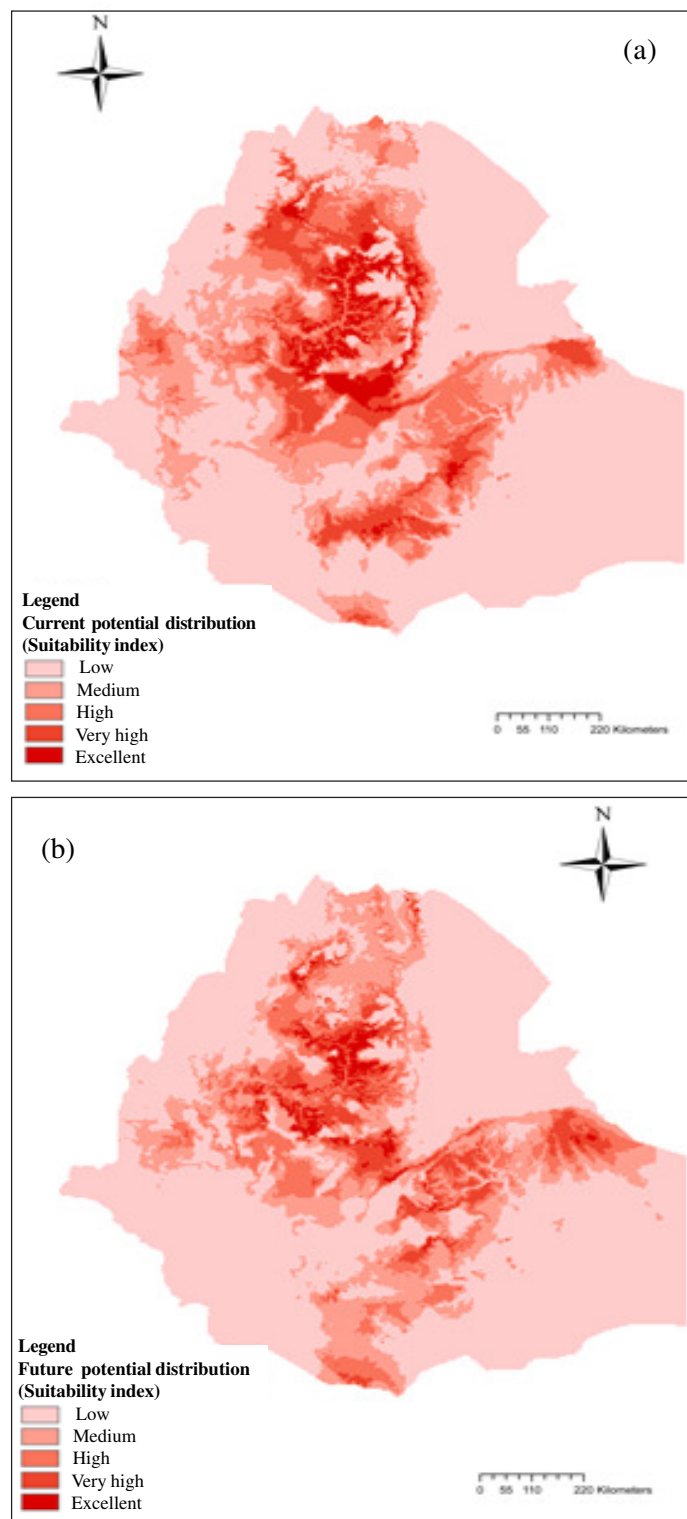 N
(a)
Legend
Current potential distribution
(Suitability index)
Low
Medium
High
Very high
Excellent
0 55 110 220 Kilometers
N
(b)
Legend
Future potential distribution
(Suitability index)
Low
Medium
High
Very high
Excellent
0 55 110 220 Kilometers